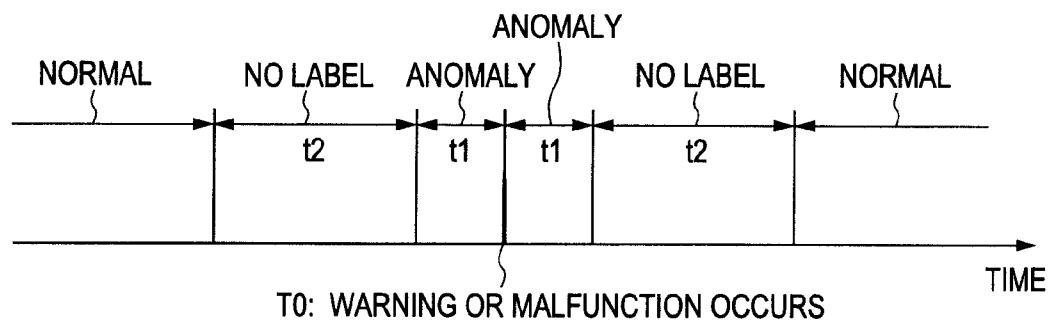 ANOMALY
NORMAL NO LABEL ANOMALY NO LABEL NORMAL
t2 t1 t1 t2
TIME
T0: WARNING OR MALFUNCTION OCCURS